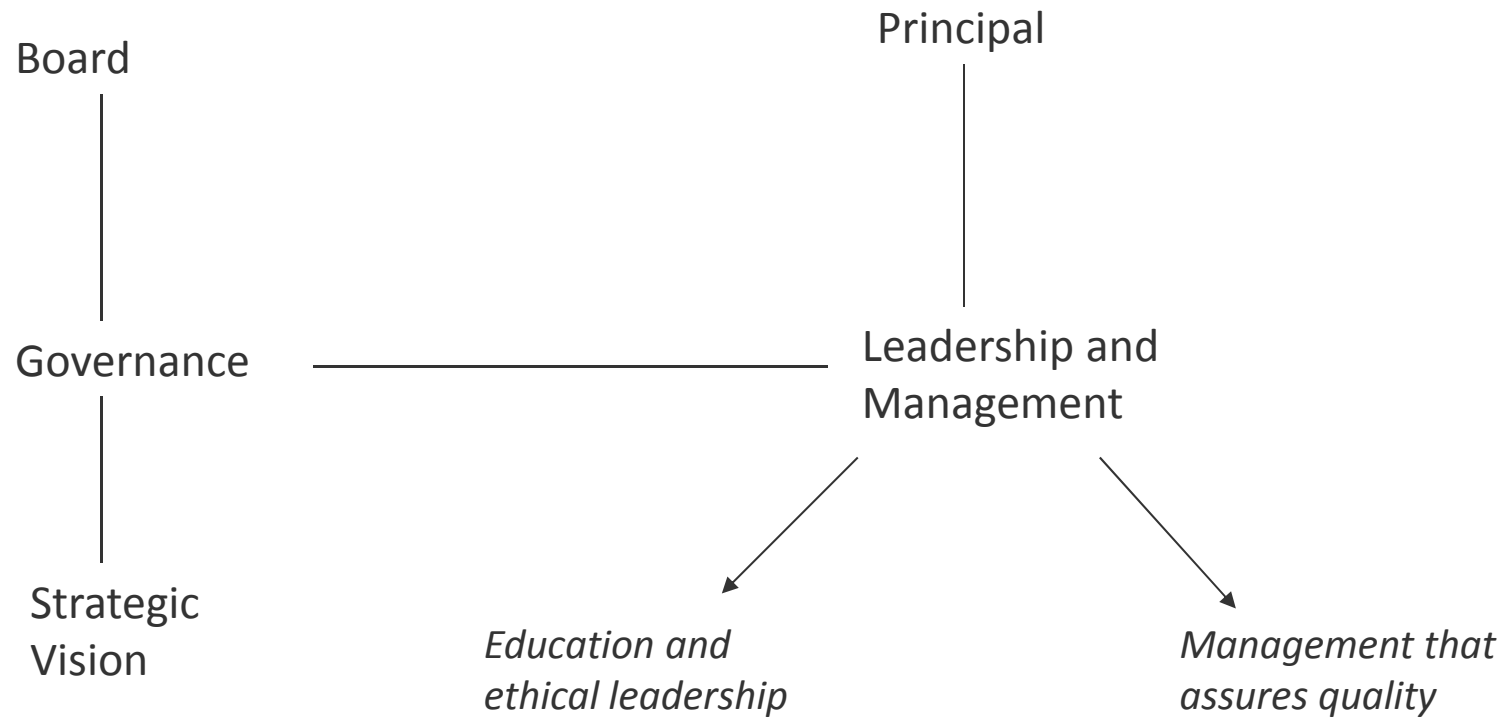 Board
Principal
Governance
Leadership and
Management
Strategic
Vision
Education and
ethical leadership
Management that
assures quality